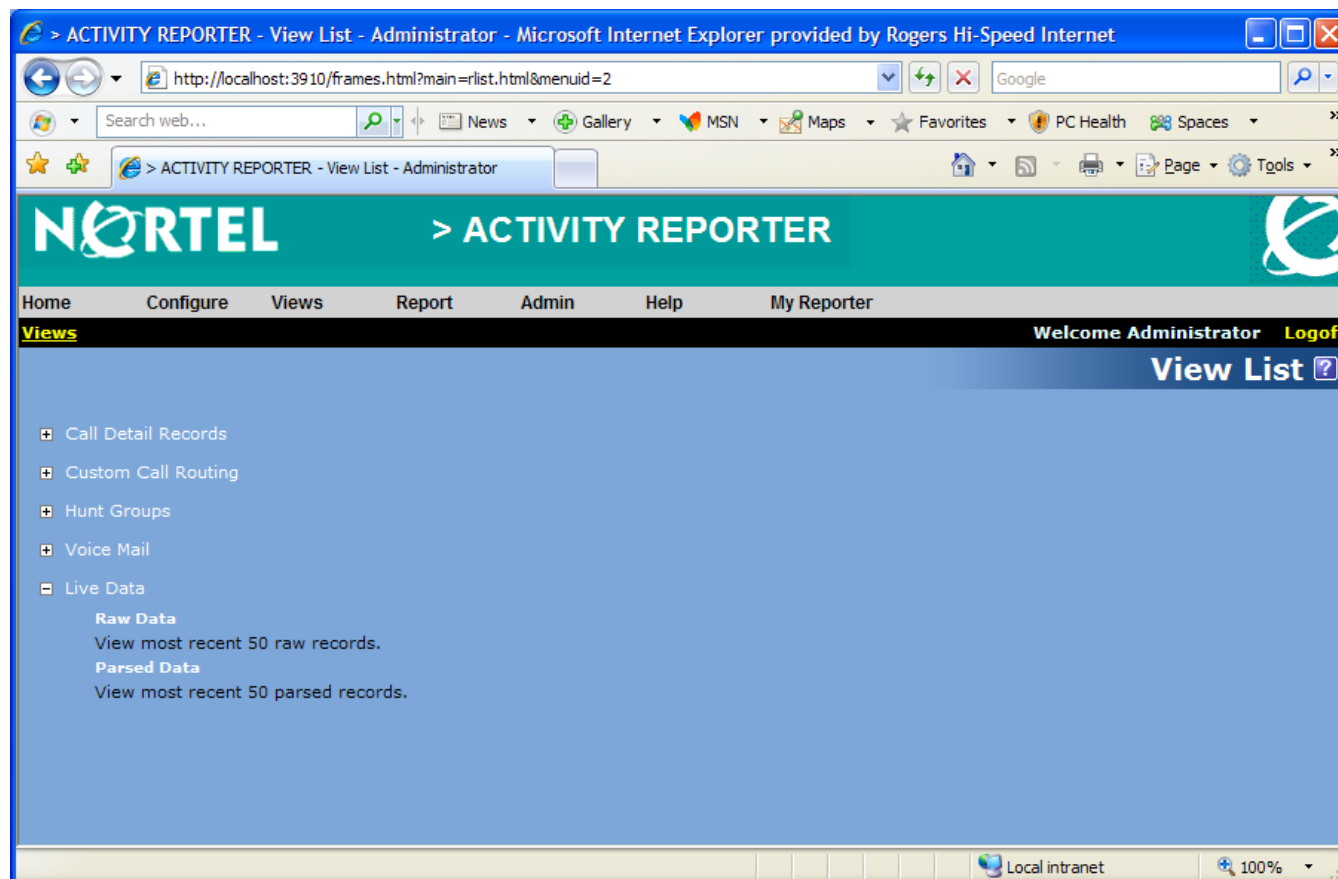 > ACTIVITY REPORTER - View List - Administrator - Microsoft Internet Explorer provided by Rogers Hi-Speed Internet
http://localhost:3910/frames.html?main=rlist.html&menuid=2 Google
Search web... News Gallery MSN Maps Favorites PC Health Spaces »
> ACTIVITY REPORTER - View List - Administrator Page Tools »
NORTEL > ACTIVITY REPORTER
Home Configure Views Report Admin Help My Reporter
Views Welcome Administrator Logof
View List ?
Call Detail Records
Custom Call Routing
Hunt Groups
Voice Mail
Live Data
Raw Data
View most recent 50 raw records.
Parsed Data
View most recent 50 parsed records.
Local intranet 100%